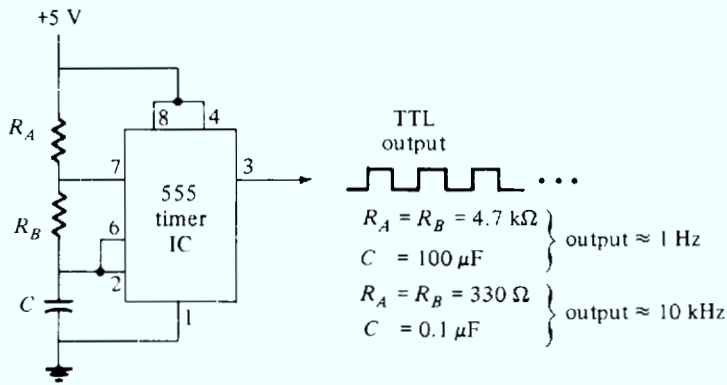 +5 V
R_A
8
4
7
3
555
timer
IC
R_B
6
2
C
1
TTL
output
R_A = R_B = 4.7 kΩ
C = 100 μF
output ≈ 1 Hz
R_A = R_B = 330 Ω
C = 0.1 μF
output ≈ 10 kHz